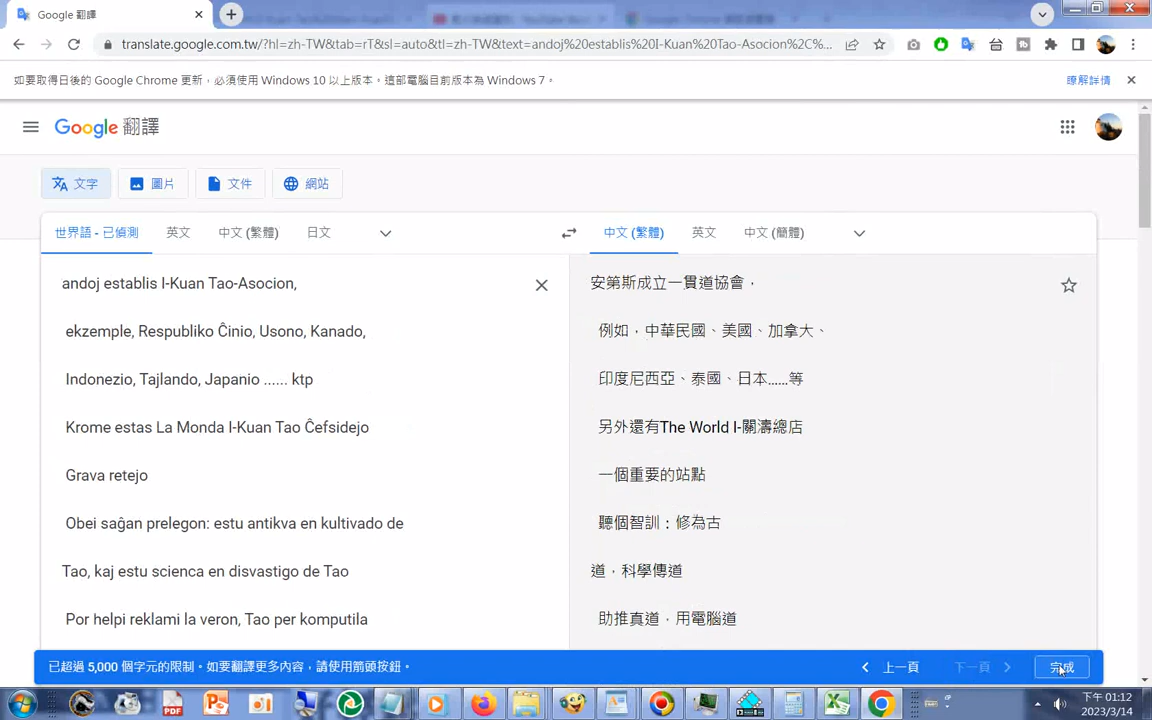 Google 翻譯
translate.google.com.tw/?hl=zh-TW&tab=rT&sl=auto&tl=zh-TW&text=andoj%20establis%20I-Kuan%20Tao-Asocion%2C%...
如要取得日後的 Google Chrome 更新，必須使用 Windows 10 以上版本。這部電腦目前版本為 Windows 7。
瞭解詳情
Google 翻譯
文字
圖片
文件
網站
世界語 - 已偵測
英文
中文 (繁體)
日文
中文 (繁體)
英文
中文 (簡體)
andoj establis I-Kuan Tao-Asocion,
ekzemple, Respubliko Ĉinio, Usono, Kanado,
Indonezio, Tajlando, Japanio ...... ktp
Krome estas La Monda I-Kuan Tao Ĉefsidejo
Grava retejo
Obei saĝan prelegon: estu antikva en kultivado de
Tao, kaj estu scienca en disvastigo de Tao
Por helpi reklami la veron, Tao per komputila
安第斯成立一貫道協會，
例如，中華民國、美國、加拿大、
印度尼西亞、泰國、日本......等
另外還有The World I-關濤總店
一個重要的站點
聽個智訓：修為古
道，科學傳道
助推真道，用電腦道
已超過 5,000 個字元的限制。如要翻譯更多內容，請使用箭頭按鈕。
上一頁
下一頁
完成
下午 01:12
2023/3/14